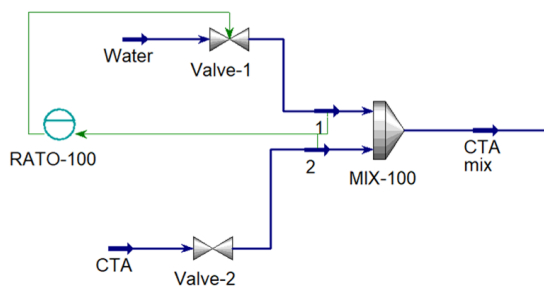 Water
Valve-1
1
RATO-100
2
MIX-100
CTA
mix
CTA
Valve-2